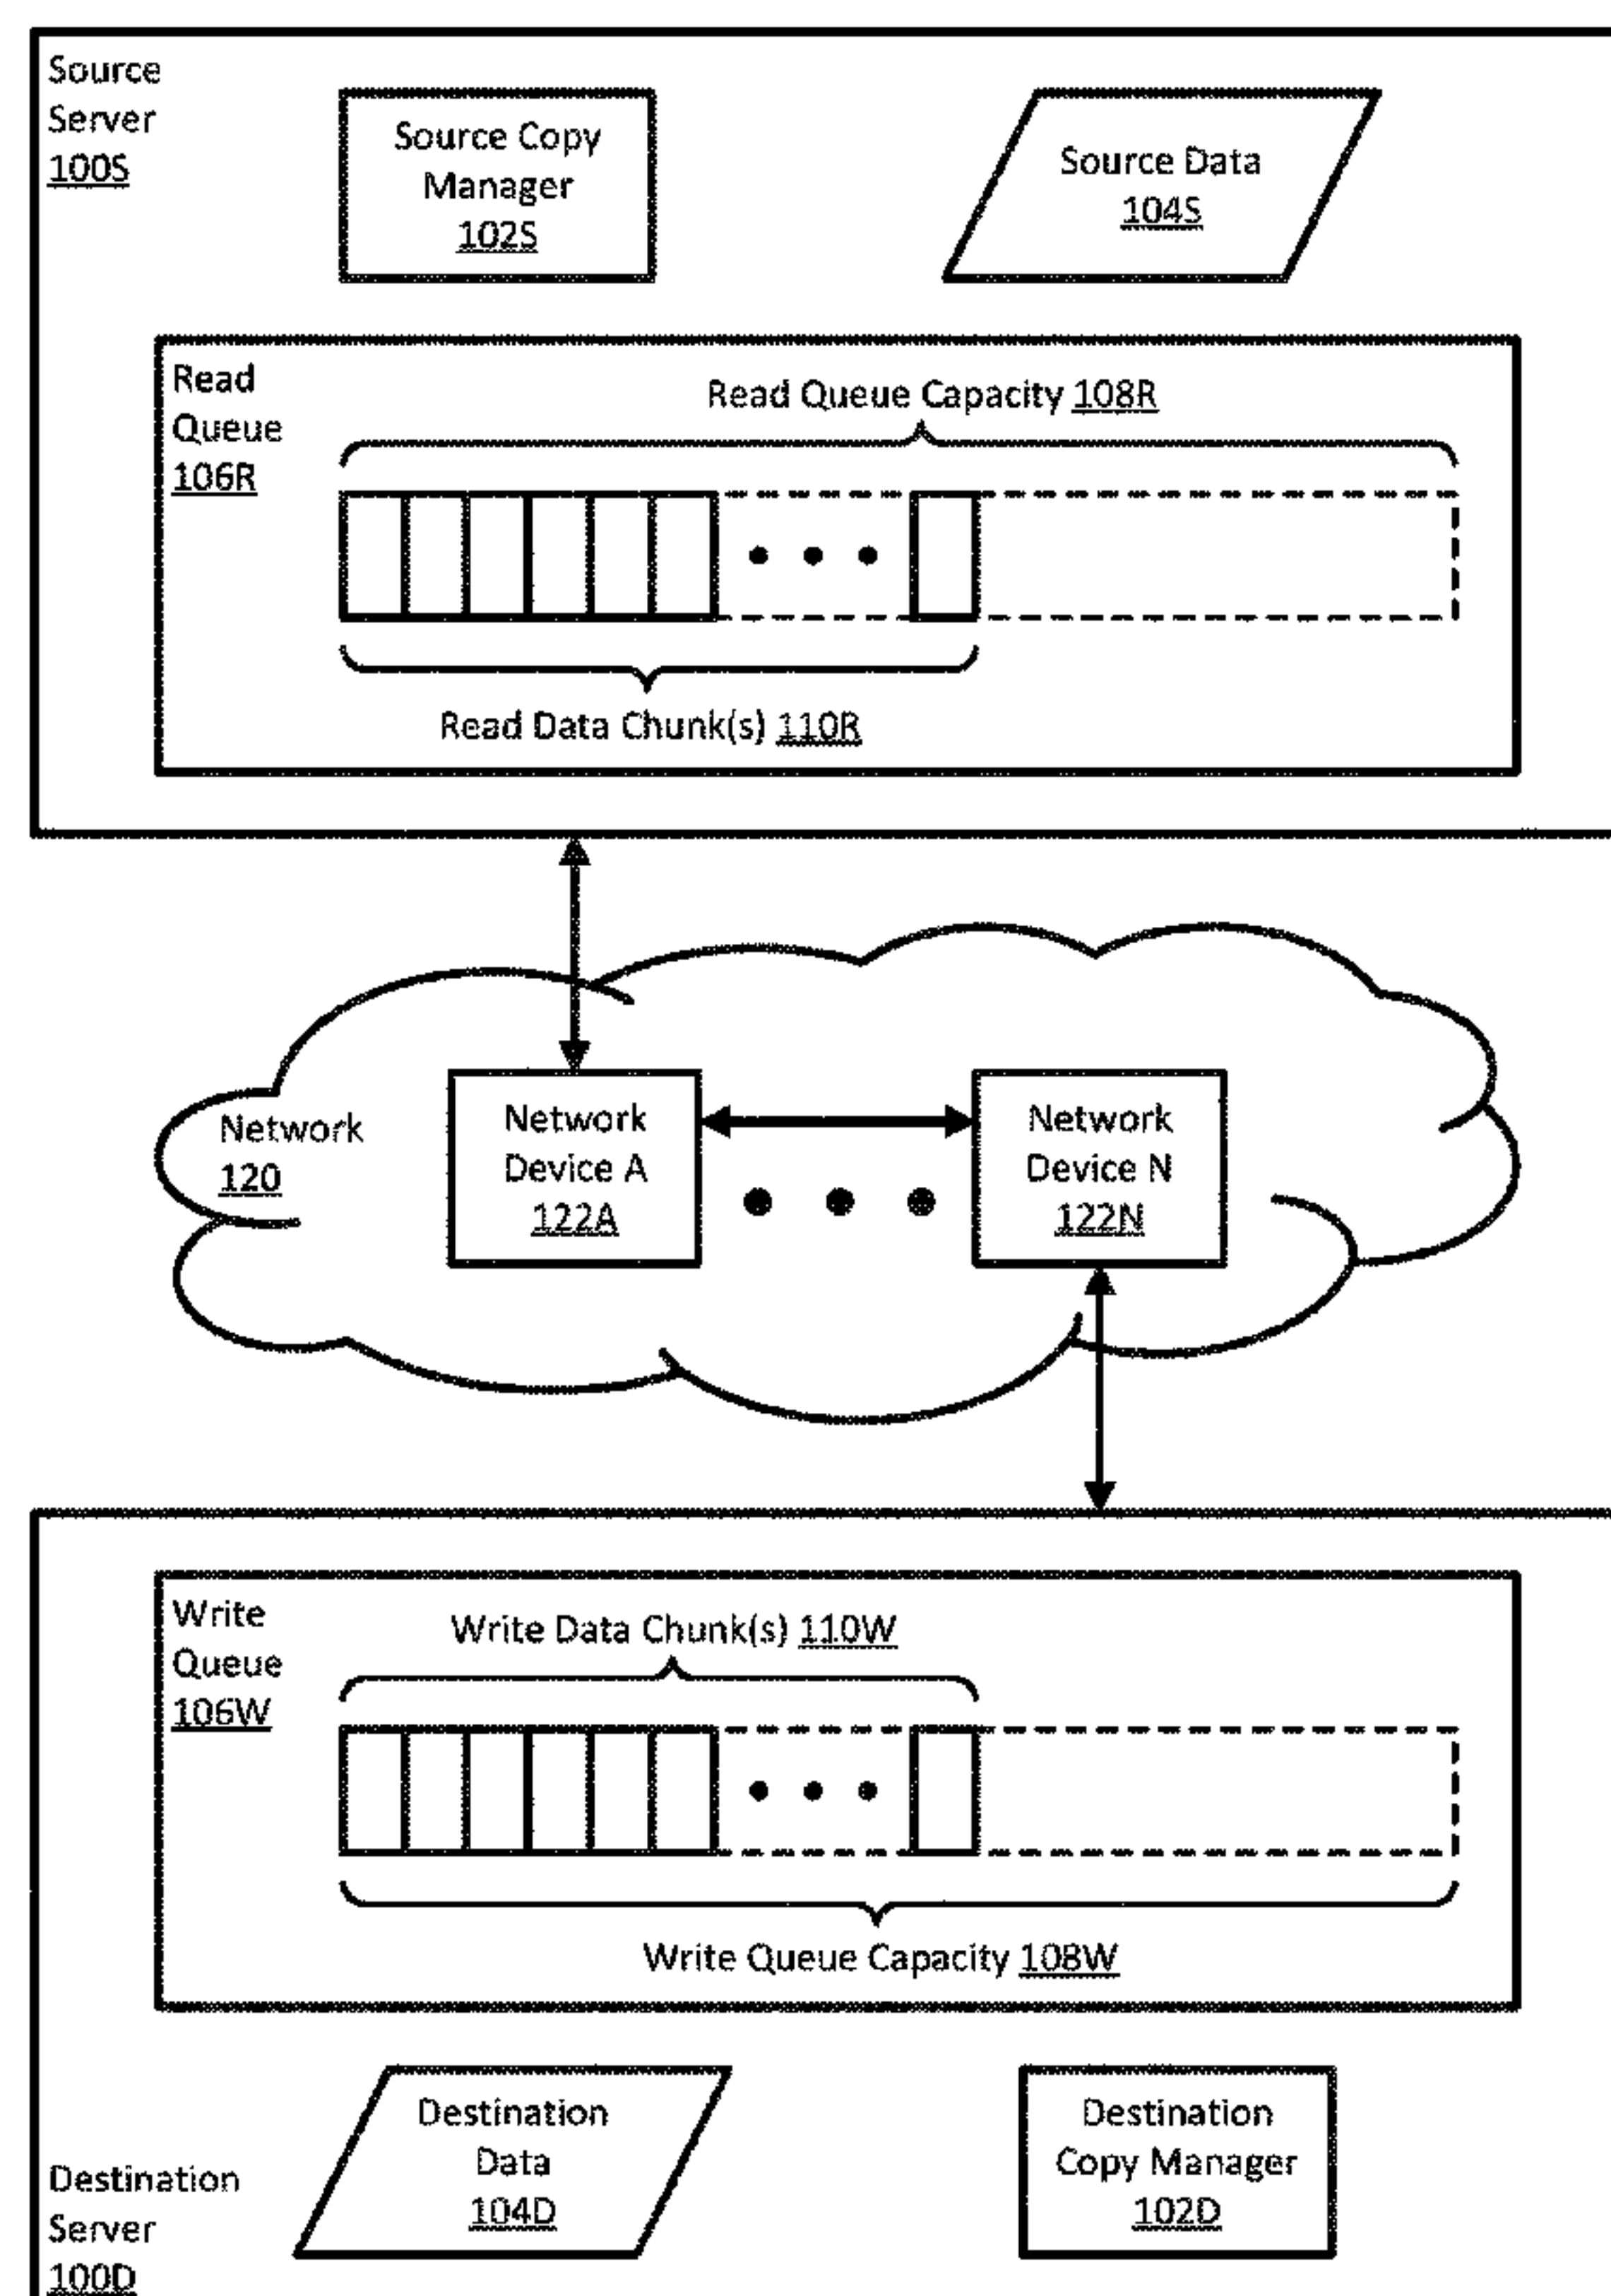 Source
Server
100S
Source Copy
Manager
102S
Source Data
104S
Read
Queue
106R
Read Queue Capacity 108R
Read Data Chunk(s) 110R
Network
120
Network
Device A
122A
Network
Device N
122N
Write
Queue
106W
Write Data Chunk(s) 110W
Write Queue Capacity 108W
Destination
Data
104D
Destination
Copy Manager
102D
Destination
Server
100D